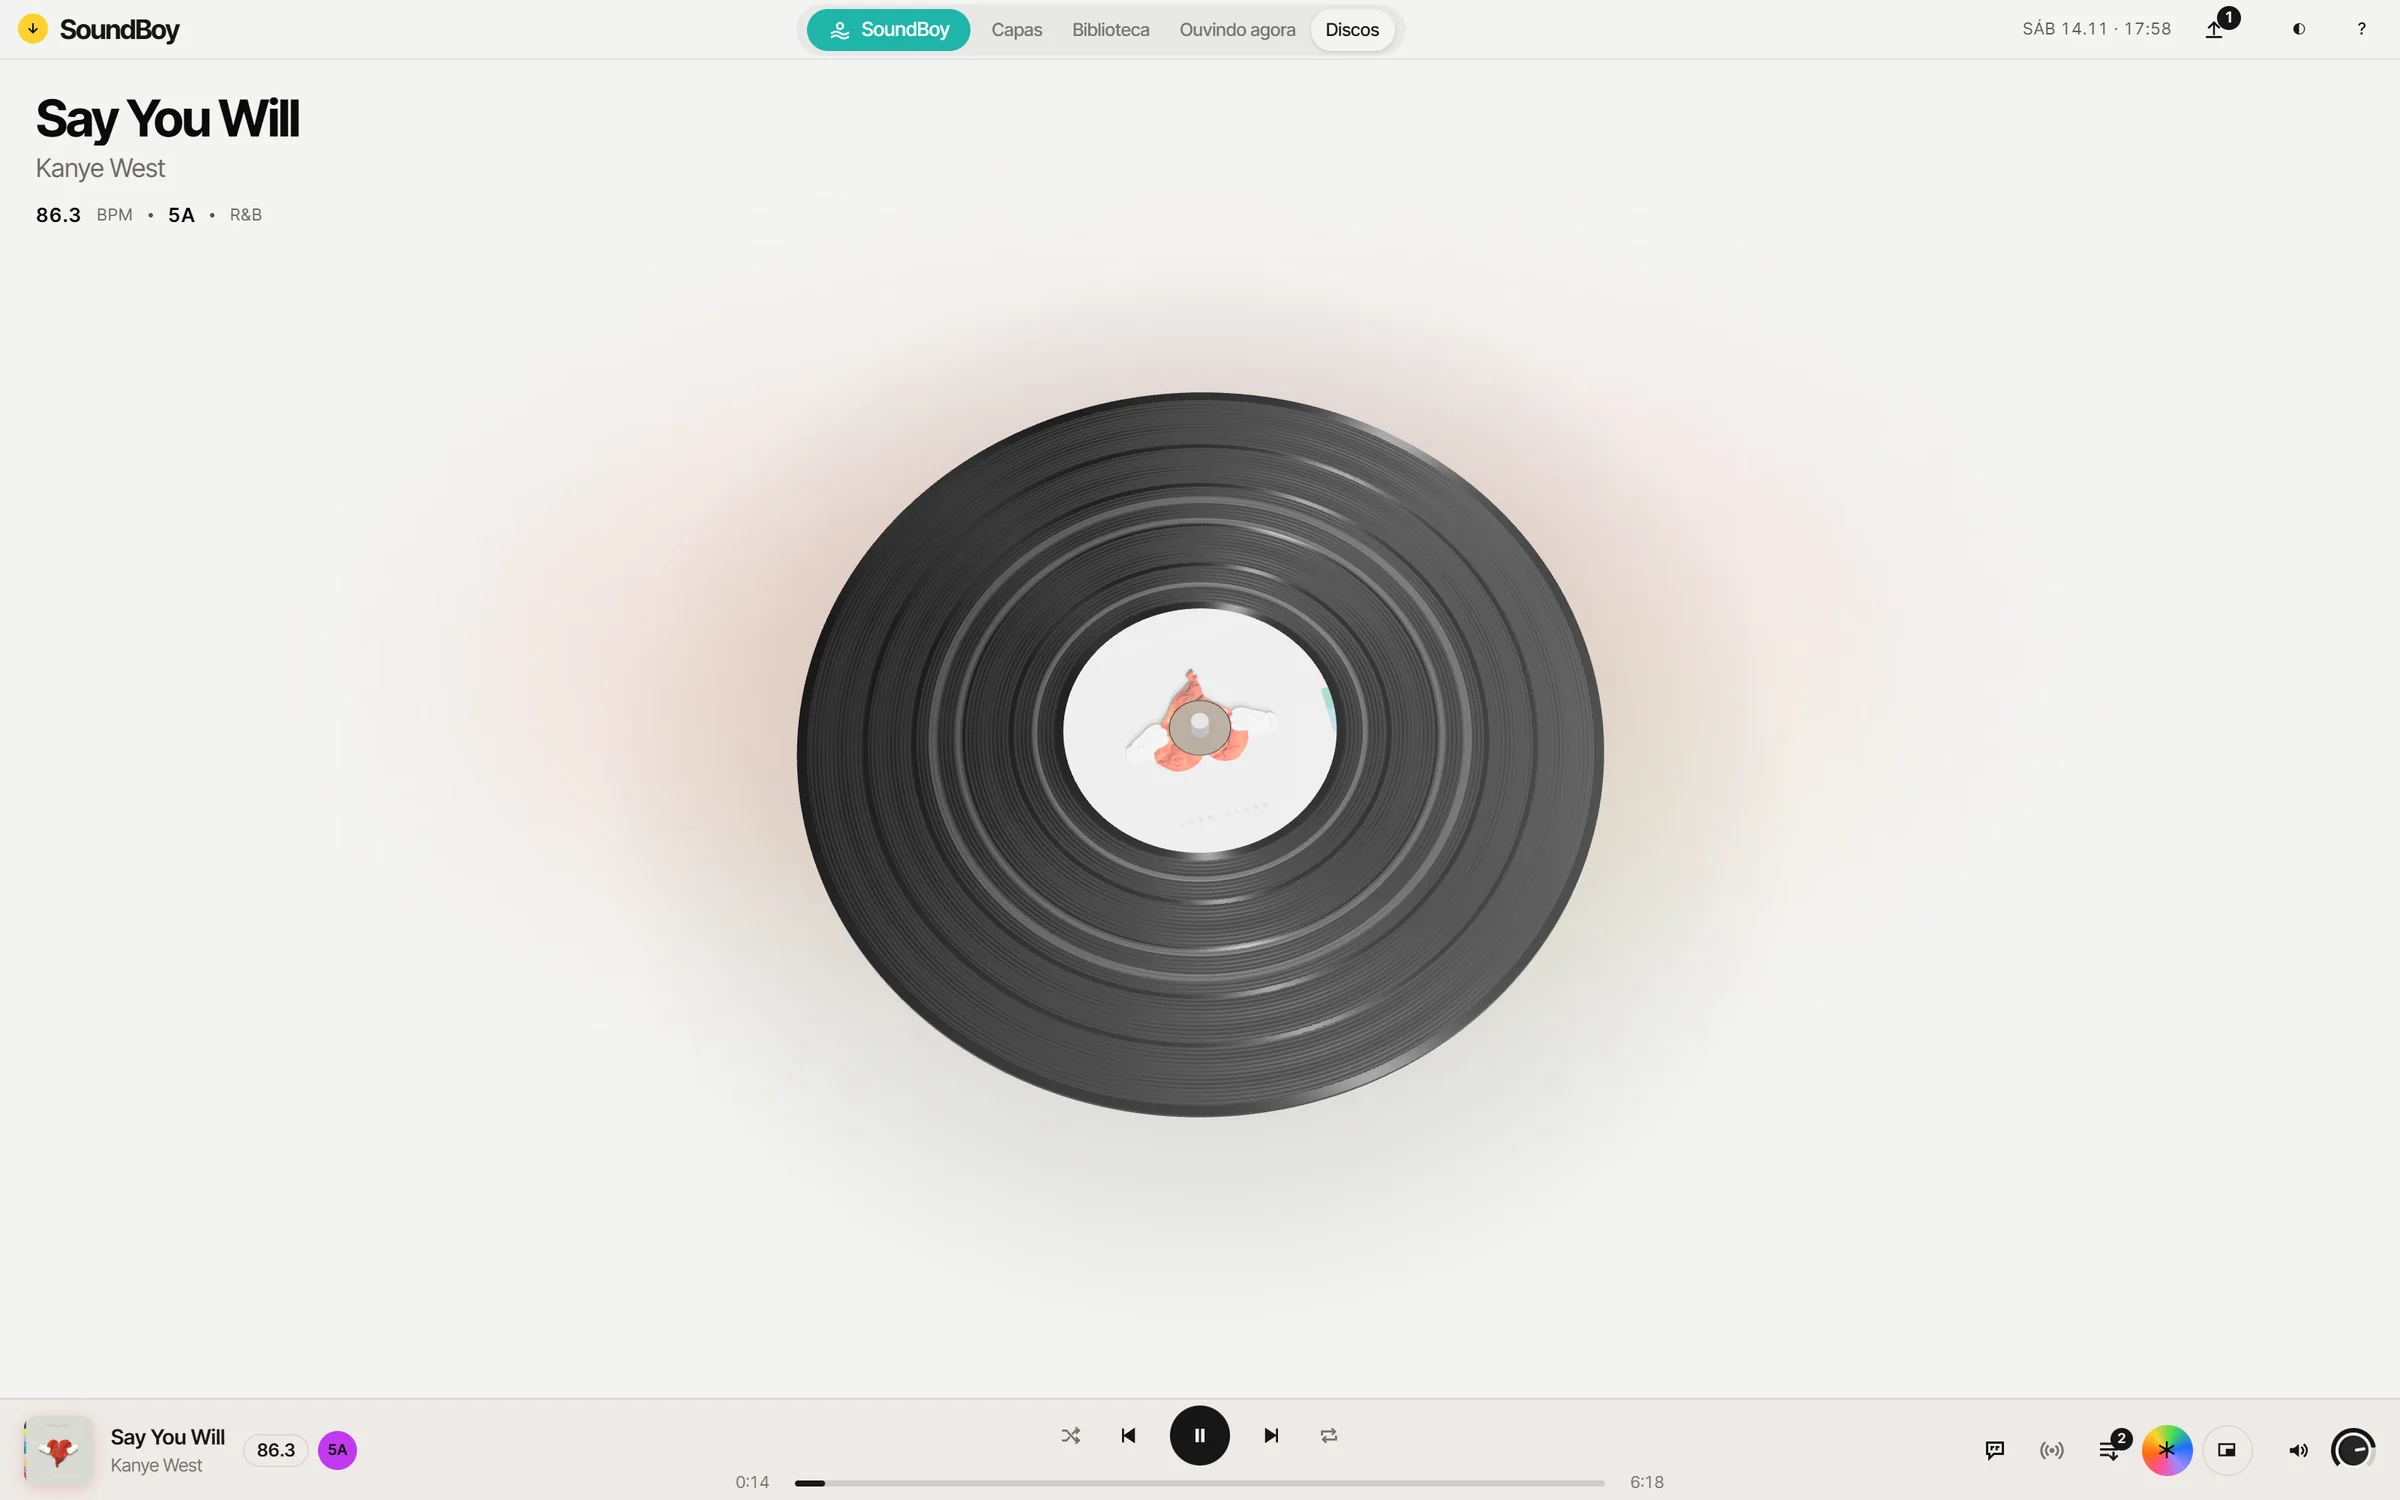 SoundBoy
SoundBoy Capas Biblioteca Ouvindo agora Discos
SÁB 14.11 · 17:58 1 ?
Say You Will
Kanye West
86.3 BPM • 5A • R&B
Say You Will
Kanye West
86.3 5A
0:14 6:18
2